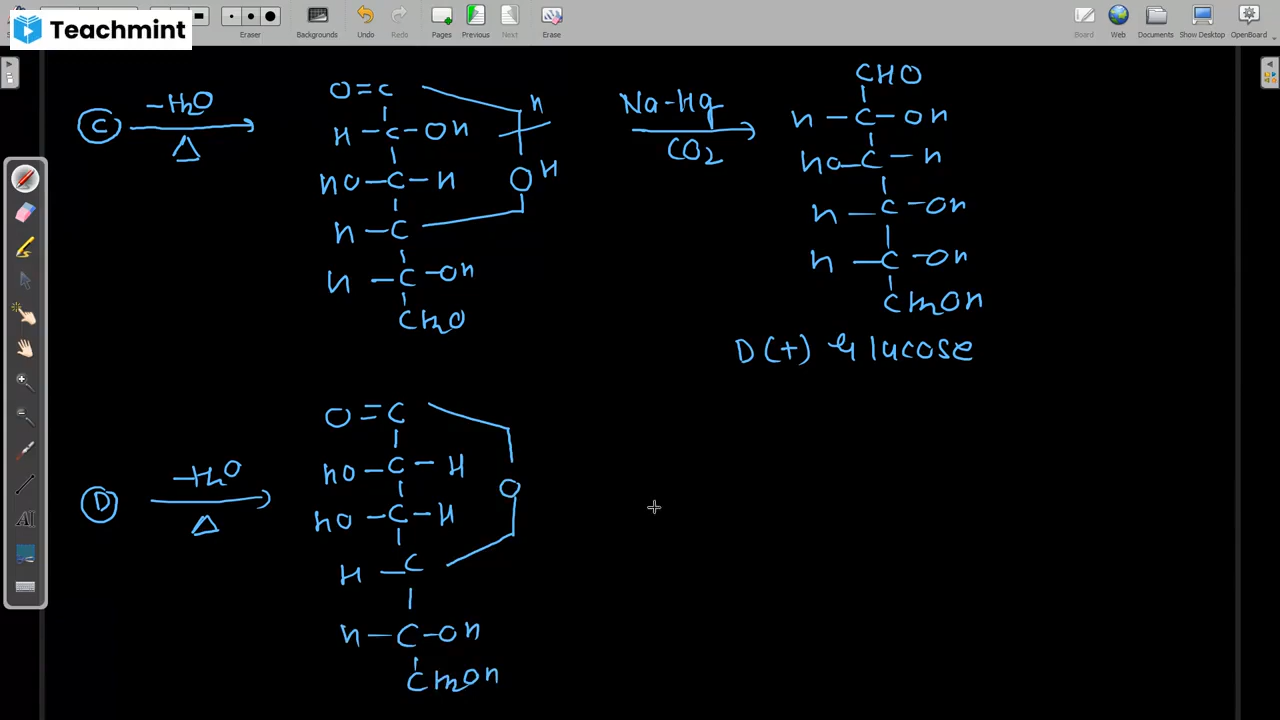 Teachmint
Eraser
Backgrounds
Undo
Redo
Pages
Previous
Next
Erase
Board
Web
Documents
Show Desktop
OpenBoard
C -H2O Δ
O=C
H-C-OH
HO-C-H
H-C
H-C-OH
CH2O
H
OH
Na-Hg
CO2
CHO
H-C-OH
HO-C-H
H-C-OH
H-C-OH
CH2OH
D(+) Glucose
D -H2O Δ
O=C
HO-C-H
HO-C-H
O
H-C
H-C-OH
CH2OH
AI